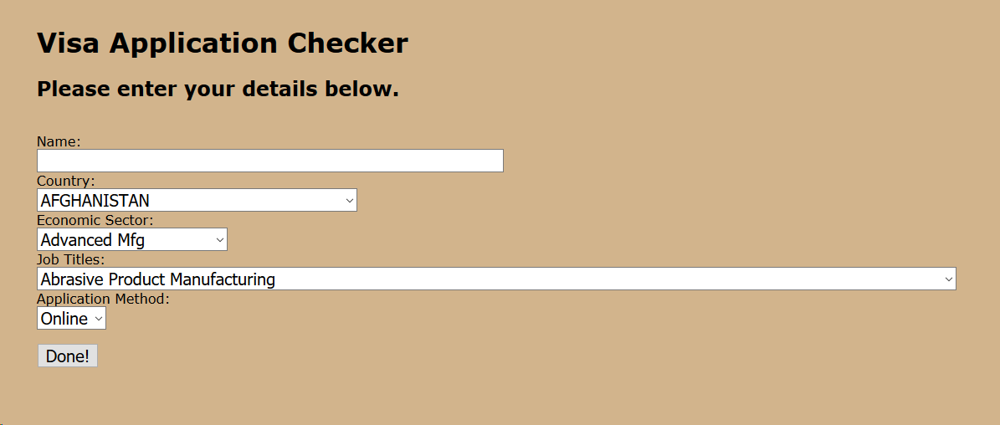 Visa Application Checker
Please enter your details below.
Name:
Country:
AFGHANISTAN
Economic Sector:
Advanced Mfg
Job Titles:
Abrasive Product Manufacturing
Application Method:
Online
Done!